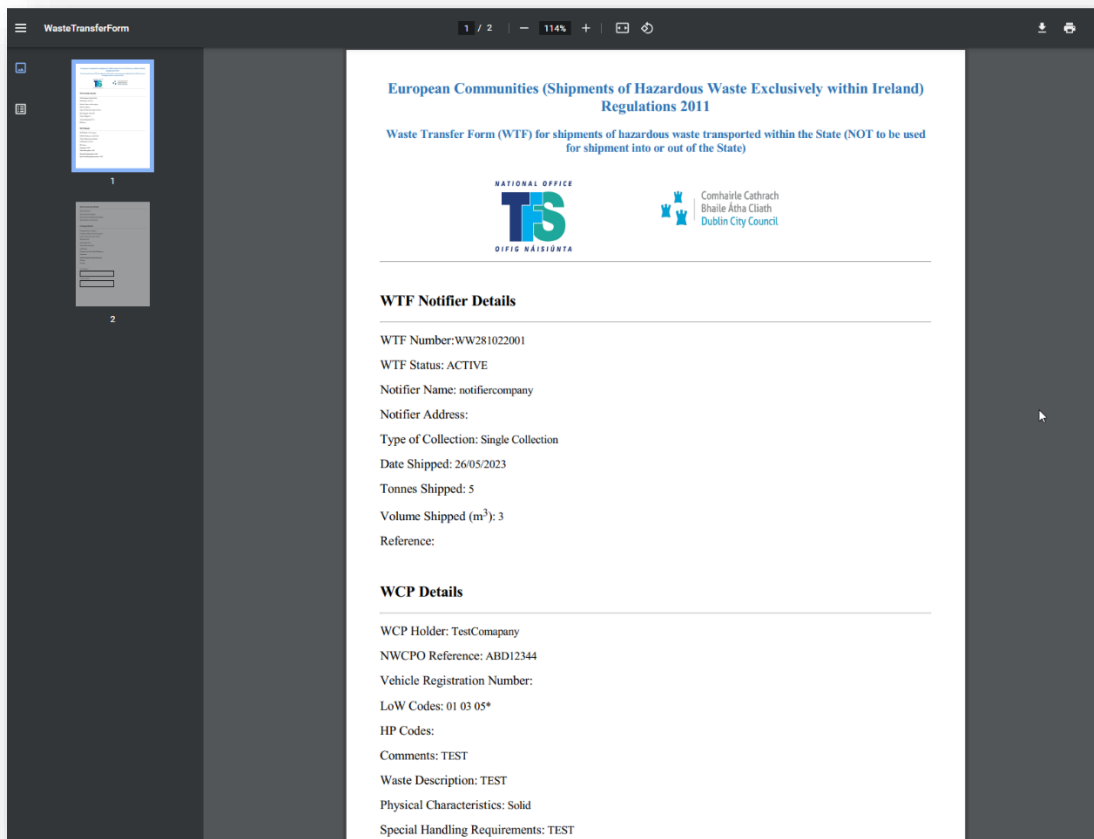 WasteTransferForm
1 / 2
114%
European Communities (Shipments of Hazardous Waste Exclusively within Ireland)
Regulations 2011
Waste Transfer Form (WTF) for shipments of hazardous waste transported within the State (NOT to be used
for shipment into or out of the State)
NATIONAL OFFICE
TFS
OIFIG NÁISIÚNTA
Comhairle Cathrach
Bhaile Átha Cliath
Dublin City Council
WTF Notifier Details
WTF Number:WW281022001
WTF Status: ACTIVE
Notifier Name: notifiercompany
Notifier Address:
Type of Collection: Single Collection
Date Shipped: 26/05/2023
Tonnes Shipped: 5
Volume Shipped (m³): 3
Reference:
WCP Details
WCP Holder: TestComapany
NWCPO Reference: ABD12344
Vehicle Registration Number:
LoW Codes: 01 03 05*
HP Codes:
Comments: TEST
Waste Description: TEST
Physical Characteristics: Solid
Special Handling Requirements: TEST
1
2